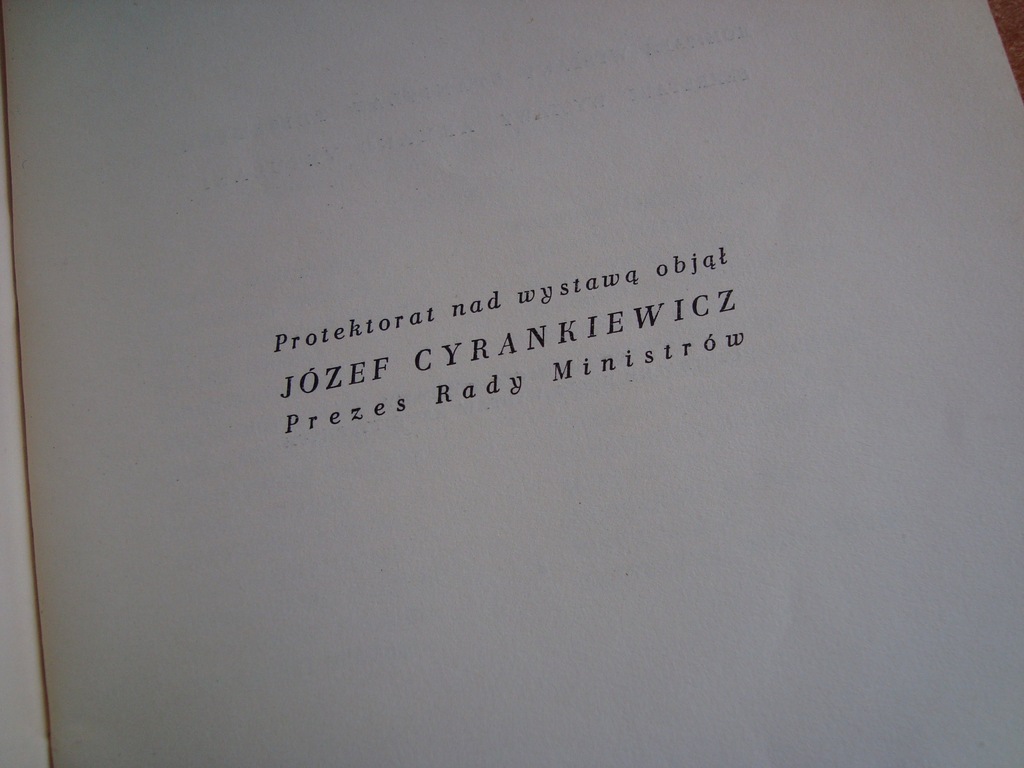 Protektorat nad wystawą objął
JÓZEF CYRANKIEWICZ
Prezes Rady Ministrów